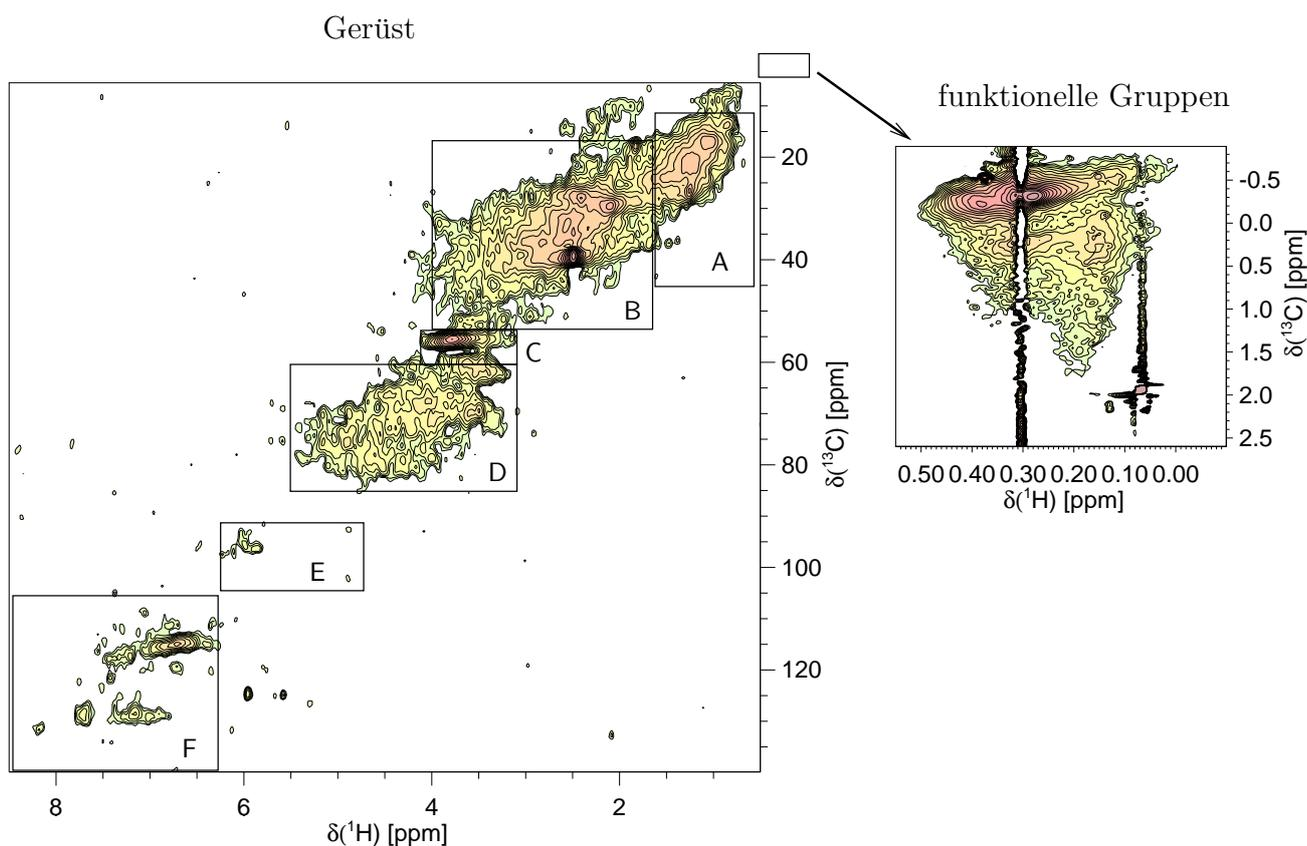 Gerüst
funktionelle Gruppen
20
40
60
80
100
120
δ(¹³C) [ppm]
A
B
C
D
E
F
8 6 4 2
δ(¹H) [ppm]
-0.5
0.0
0.5
1.0
1.5
2.0
2.5
δ(¹³C) [ppm]
0.50 0.40 0.30 0.20 0.10 0.00
δ(¹H) [ppm]